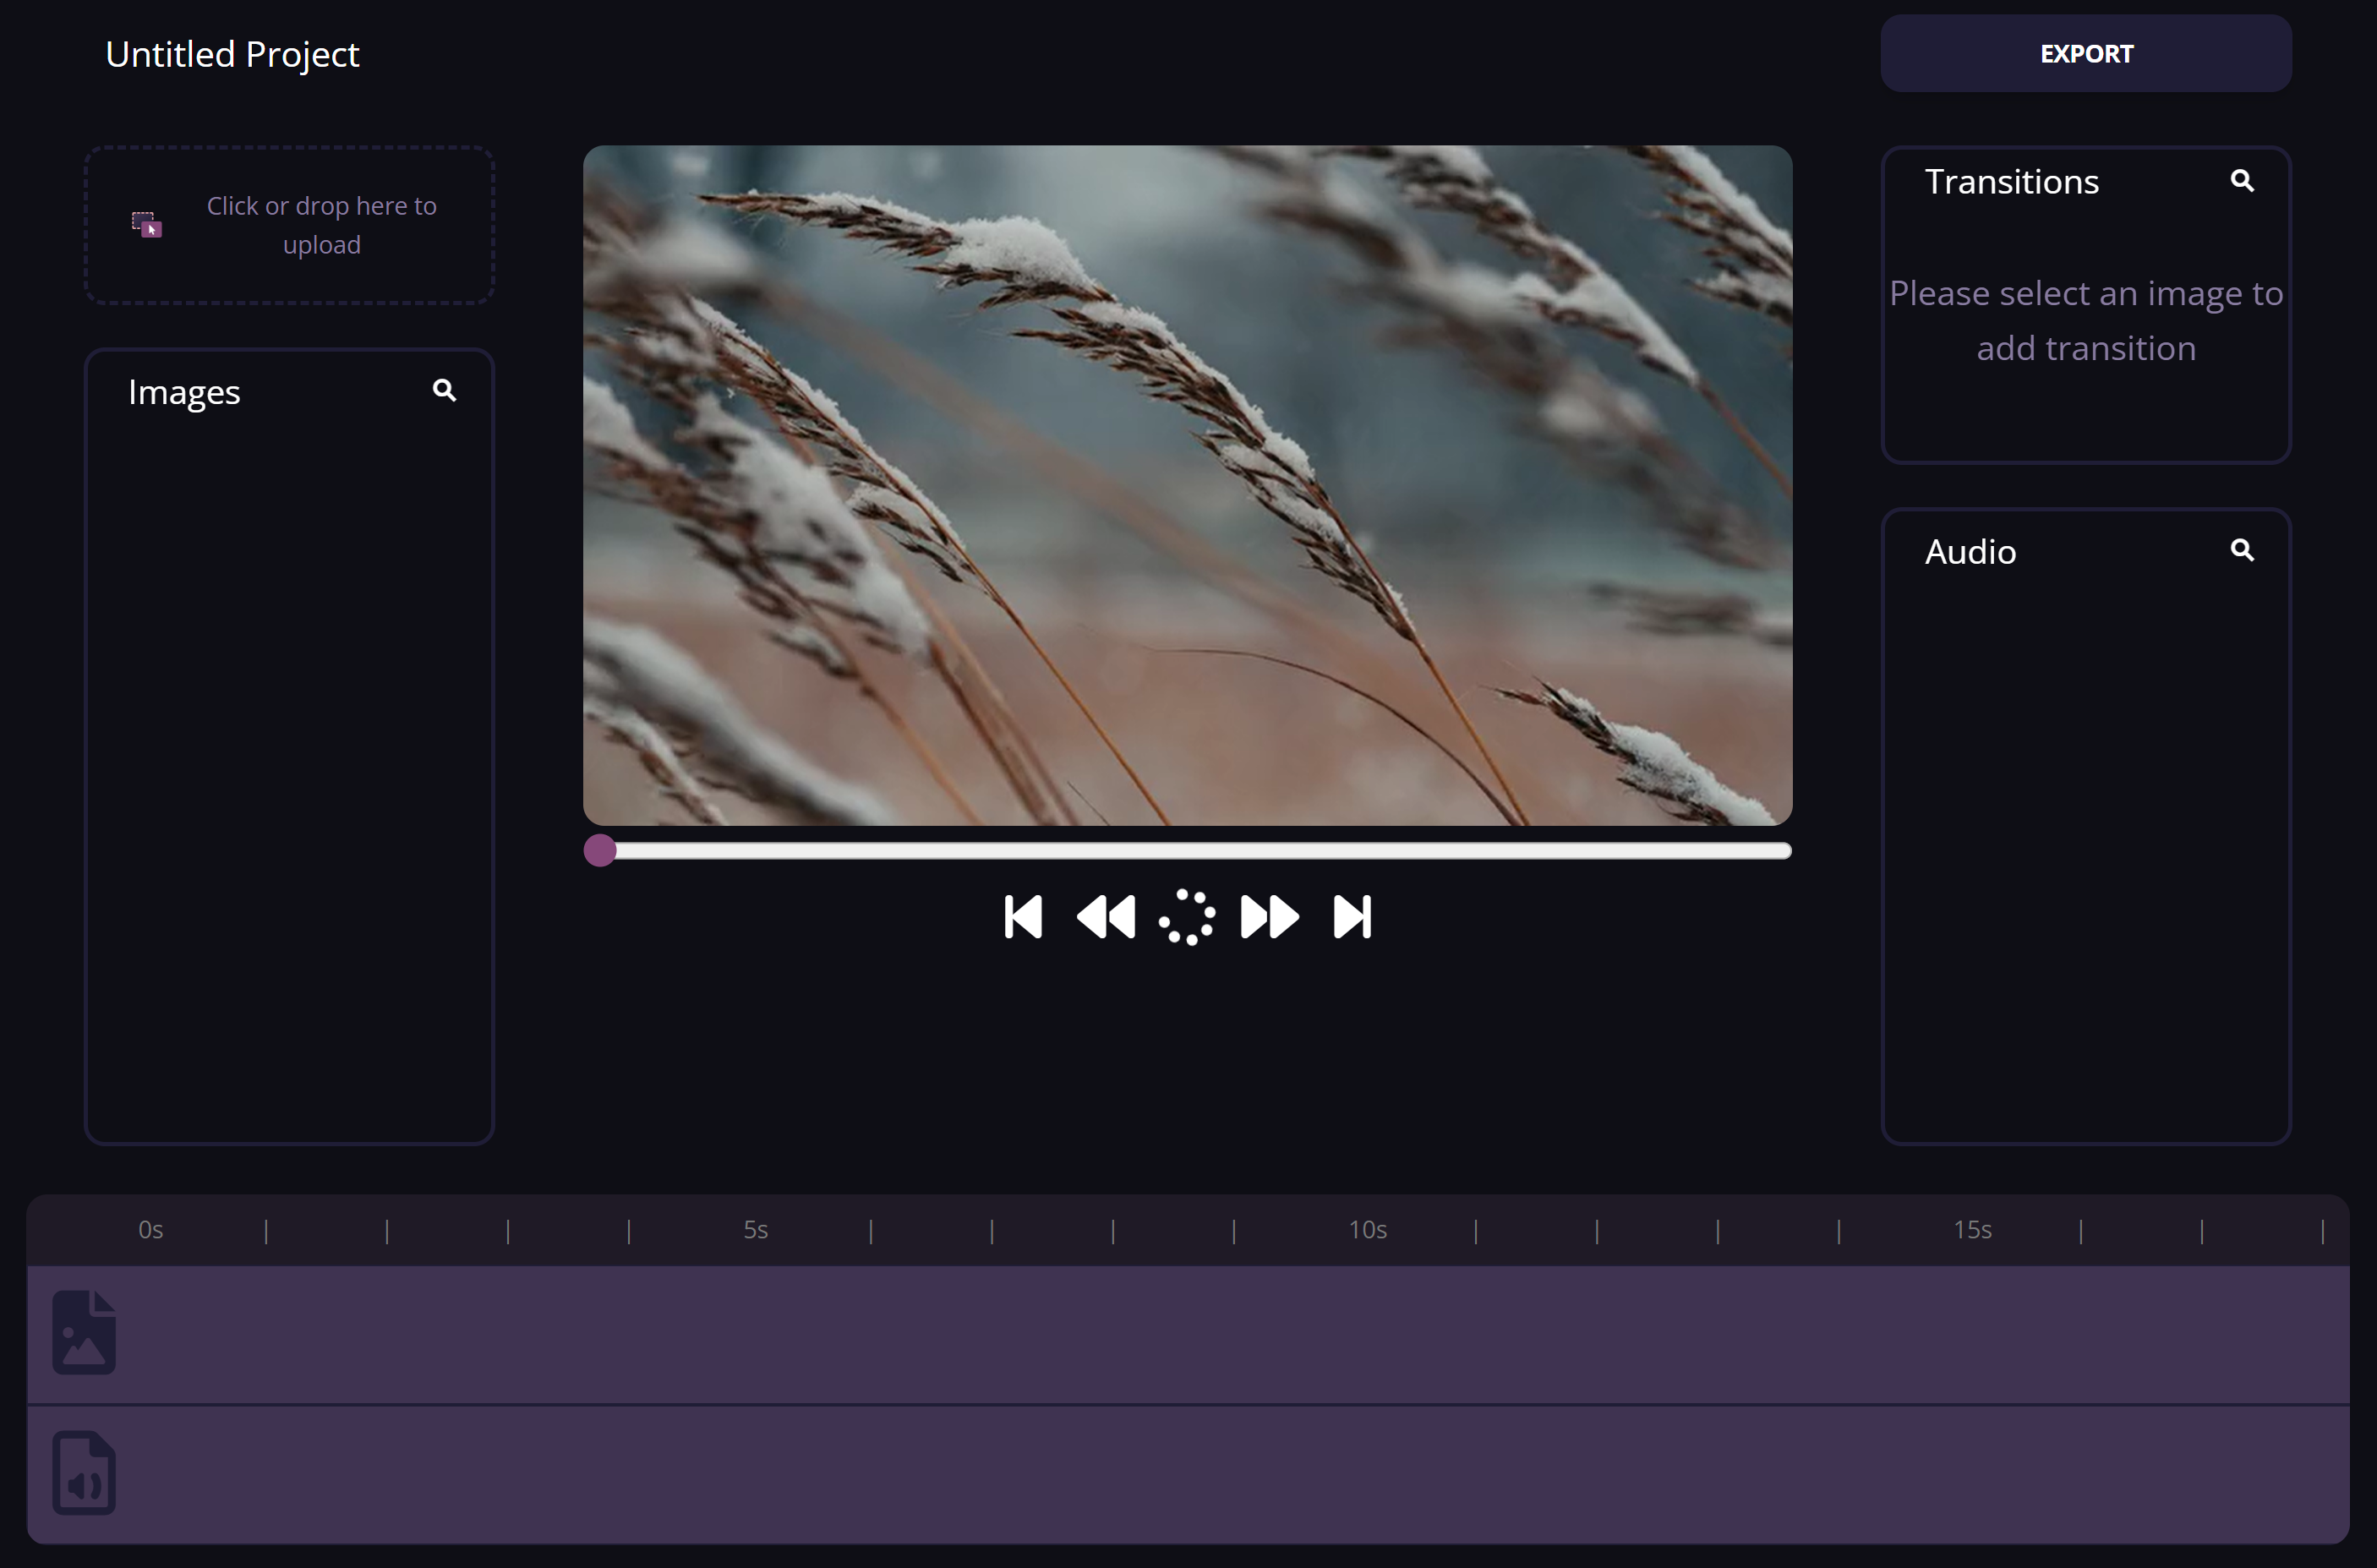 Untitled Project
EXPORT
Click or drop here to
upload
Images
Transitions
Please select an image to
add transition
Audio
0s | | | | 5s | | | | 10s | | | | 15s | | |